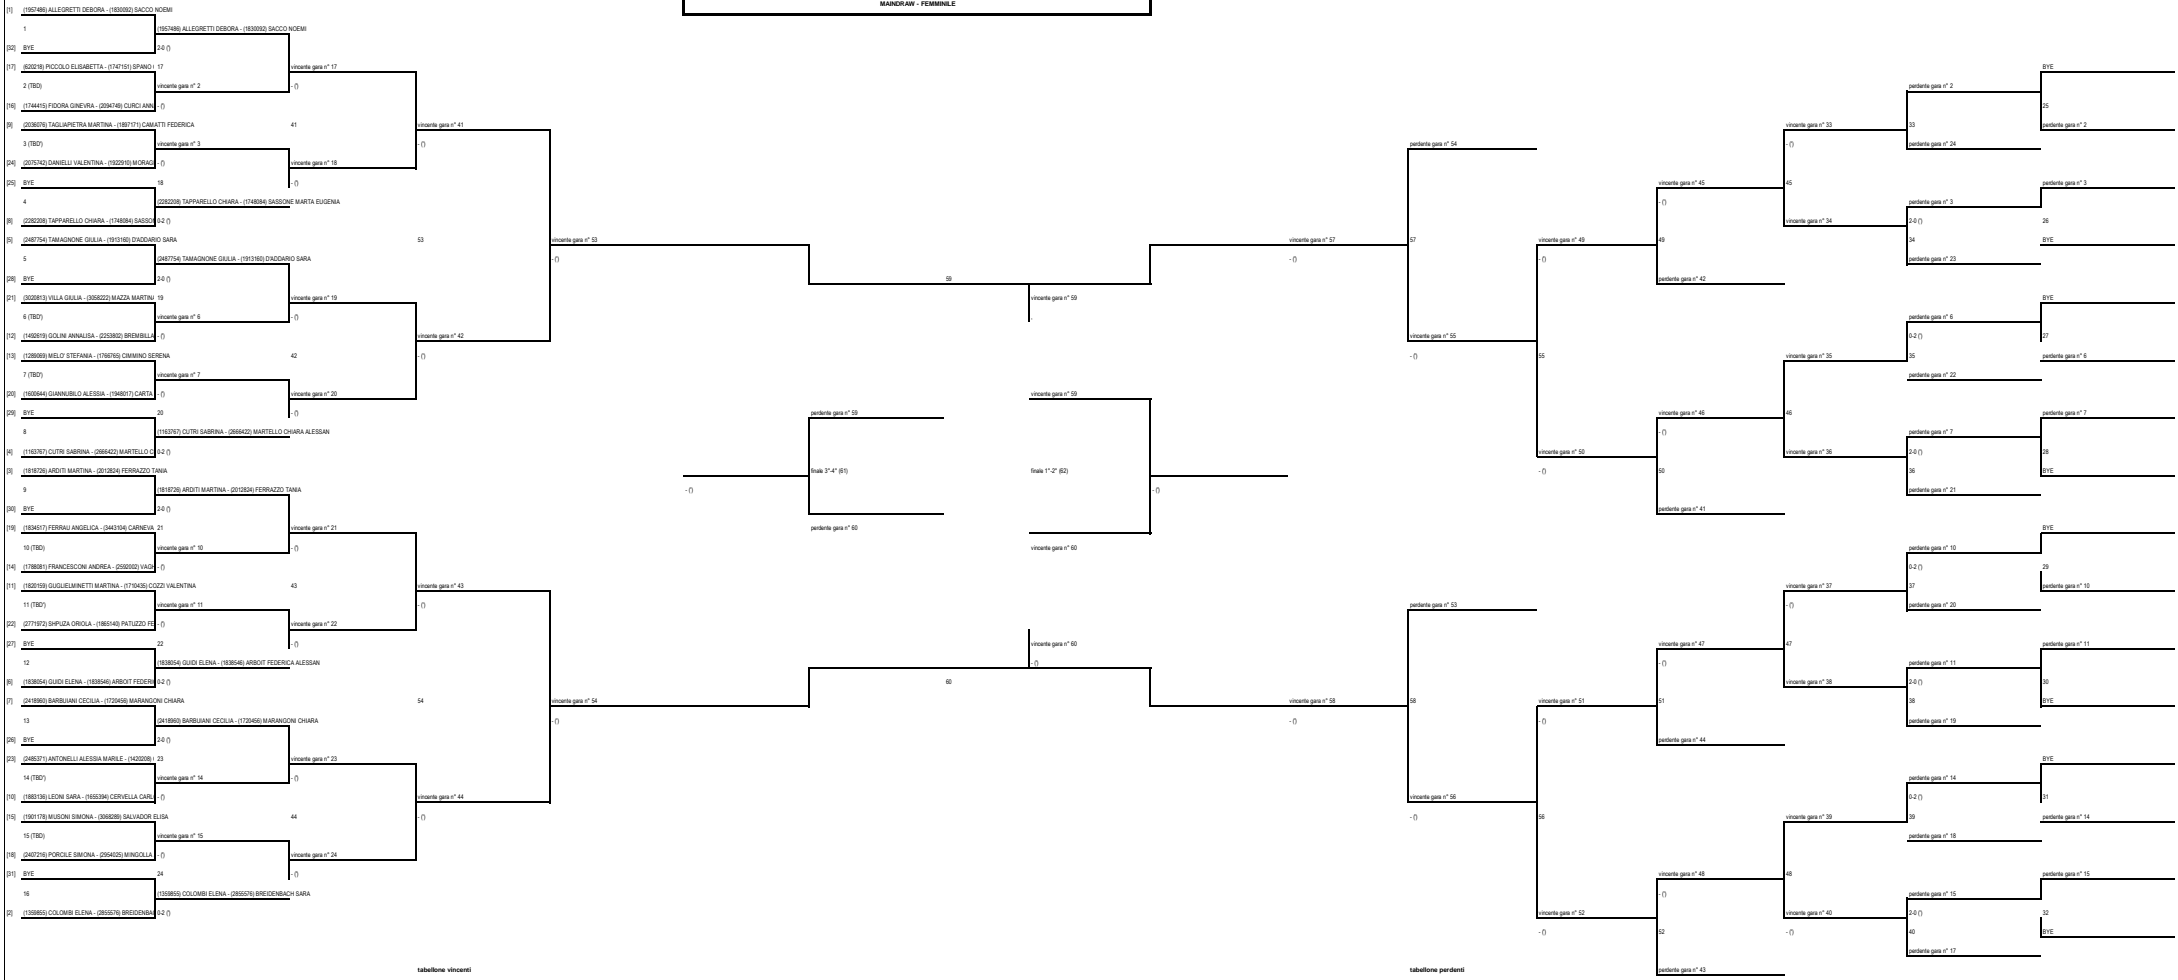 MAINDRAW - FEMMINILE
[1] (1957486) ALLEGRETTI DEBORA - (1830092) SACCO NOEMI
1
(1957486) ALLEGRETTI DEBORA - (1830092) SACCO NOEMI
[32] BYE
2-0 (')
[17] (620218) PICCOLO ELISABETTA - (1747151) SPANO
17
vincente gara n° 17
2 (TBD)
vincente gara n° 2
- (')
[16] (1744415) FIDORA GINEVRA - (2094749) CURCI ANN
- (')
[9] (2036076) TAGLIAPIETRA MARTINA - (1897171) CAMATTI FEDERICA
41
vincente gara n° 41
3 (TBD')
vincente gara n° 3
- (')
[24] (2075742) DANIELLI VALENTINA - (1922910) MORAG
- (')
vincente gara n° 18
[25] BYE
18
- (')
4
(2282208) TAPPARELLO CHIARA - (1748084) SASSONE MARTA EUGENIA
[8] (2282208) TAPPARELLO CHIARA - (1748084) SASSON
0-2 (')
[5] (2487754) TAMAGNONE GIULIA - (1913160) D'ADDARIO SARA
53
vincente gara n° 53
5
(2487754) TAMAGNONE GIULIA - (1913160) D'ADDARIO SARA
- (')
[28] BYE
2-0 (')
[21] (3020813) VILLA GIULIA - (3058222) MAZZA MARTINA
19
vincente gara n° 19
6 (TBD')
vincente gara n° 6
- (')
[12] (1492619) GOLINI ANNALISA - (2253802) BREMBILLA
- (')
vincente gara n° 42
[13] (1289069) MELO' STEFANIA - (1766765) CIMMINO SERENA
42
- (')
7 (TBD')
vincente gara n° 7
[20] (1600644) GIANNUBILO ALESSIA - (1948017) CARTA
- (')
vincente gara n° 20
[29] BYE
20
- (')
8
(1163767) CUTRI SABRINA - (2666422) MARTELLO CHIARA ALESSAN
[4] (1163767) CUTRI SABRINA - (2666422) MARTELLO C
0-2 (')
[3] (1818726) ARDITI MARTINA - (2012824) FERRAZZO TANIA
9
(1818726) ARDITI MARTINA - (2012824) FERRAZZO TANIA
[30] BYE
2-0 (')
[19] (1834517) FERRAU ANGELICA - (3443104) CARNEVA
21
vincente gara n° 21
10 (TBD)
vincente gara n° 10
- (')
[14] (1788081) FRANCESCONI ANDREA - (2592002) VAGH
- (')
[11] (1820159) GUGLIELMINETTI MARTINA - (1710435) COZZI VALENTINA
43
vincente gara n° 43
11 (TBD')
vincente gara n° 11
- (')
[22] (2771972) SHPUZA ORIOLA - (1865140) PATUZZO FE
- (')
vincente gara n° 22
[27] BYE
22
- (')
12
(1838054) GUIDI ELENA - (1838546) ARBOIT FEDERICA ALESSAN
[6] (1838054) GUIDI ELENA - (1838546) ARBOIT FEDERI
0-2 (')
[7] (2418960) BARBUIANI CECILIA - (1720456) MARANGONI CHIARA
54
vincente gara n° 54
13
(2418960) BARBUIANI CECILIA - (1720456) MARANGONI CHIARA
- (')
[26] BYE
2-0 (')
[23] (2485371) ANTONELLI ALESSIA MARILE - (1420208)
23
vincente gara n° 23
14 (TBD')
vincente gara n° 14
- (')
[10] (1883136) LEONI SARA - (1655394) CERVELLA CARL
- (')
vincente gara n° 44
[15] (1901178) MUSONI SIMONA - (3068289) SALVADOR ELISA
44
- (')
15 (TBD)
vincente gara n° 15
[18] (2407216) PORCILE SIMONA - (2954025) MINGOLLA
- (')
vincente gara n° 24
[31] BYE
24
- (')
16
(1359855) COLOMBI ELENA - (2855576) BREIDENBACH SARA
[2] (1359855) COLOMBI ELENA - (2855576) BREIDENBA
0-2 (')
tabellone vincenti
59
vincente gara n° 59
perdente gara n° 59
finale 3°-4° (61)
- (')
perdente gara n° 60
vincente gara n° 59
finale 1°-2° (62)
- (')
vincente gara n° 60
vincente gara n° 60
- (')
60
vincente gara n° 57
- (')
vincente gara n° 58
- (')
perdente gara n° 54
57
vincente gara n° 55
- (')
perdente gara n° 53
58
vincente gara n° 56
- (')
vincente gara n° 49
- (')
55
vincente gara n° 50
- (')
vincente gara n° 51
- (')
56
vincente gara n° 52
- (')
vincente gara n° 45
- (')
49
perdente gara n° 42
vincente gara n° 46
- (')
50
perdente gara n° 41
vincente gara n° 47
- (')
51
perdente gara n° 44
vincente gara n° 48
- (')
52
perdente gara n° 43
vincente gara n° 33
- (')
45
vincente gara n° 34
vincente gara n° 35
46
vincente gara n° 36
vincente gara n° 37
- (')
47
vincente gara n° 38
vincente gara n° 39
48
vincente gara n° 40
- (')
perdente gara n° 2
33
perdente gara n° 24
perdente gara n° 3
2-0 (')
34
perdente gara n° 23
perdente gara n° 6
0-2 (')
35
perdente gara n° 22
perdente gara n° 7
2-0 (')
36
perdente gara n° 21
perdente gara n° 10
0-2 (')
37
perdente gara n° 20
perdente gara n° 11
2-0 (')
38
perdente gara n° 19
perdente gara n° 14
0-2 (')
39
perdente gara n° 18
perdente gara n° 15
2-0 (')
40
perdente gara n° 17
BYE
25
perdente gara n° 2
perdente gara n° 3
26
BYE
BYE
27
perdente gara n° 6
perdente gara n° 7
28
BYE
BYE
29
perdente gara n° 10
perdente gara n° 11
30
BYE
BYE
31
perdente gara n° 14
perdente gara n° 15
32
BYE
tabellone perdenti